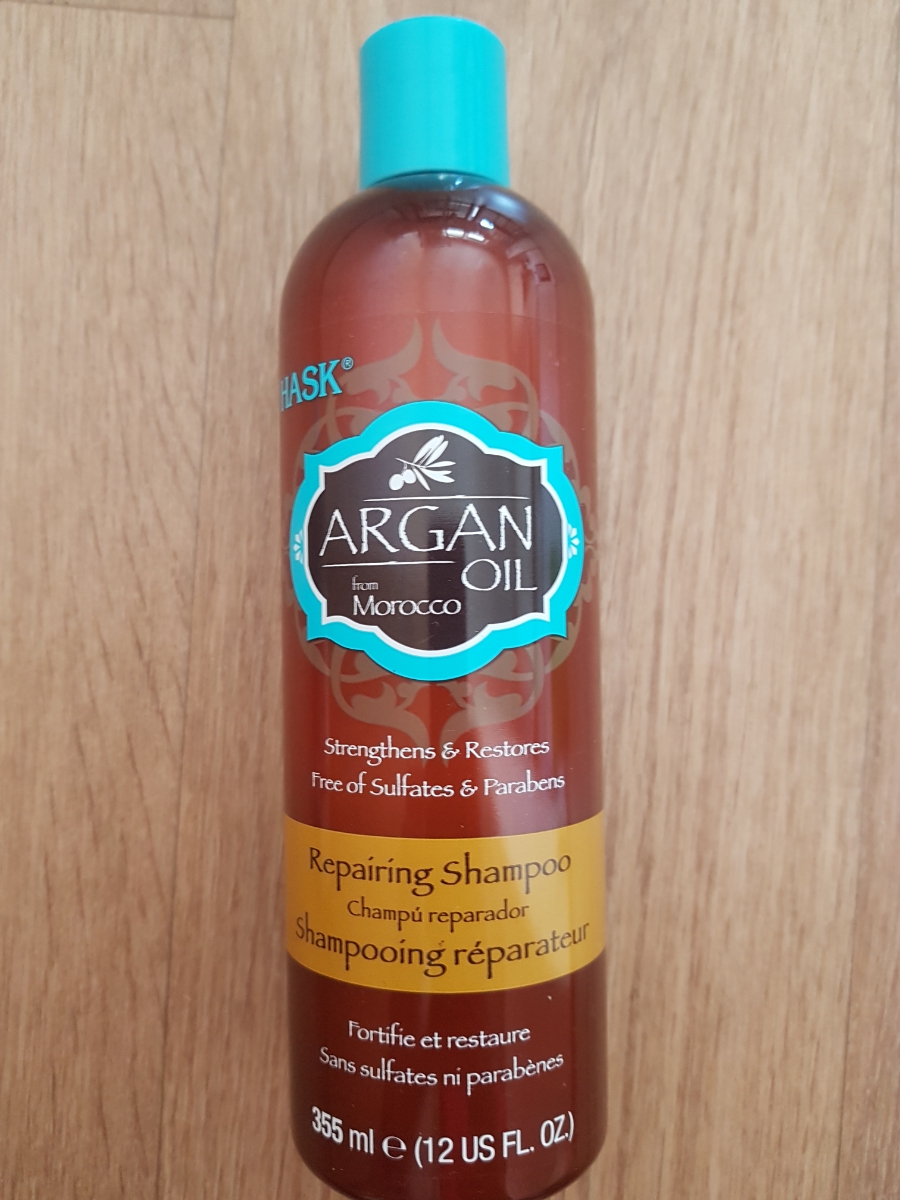 HASK®
ARGAN
OIL
from
Morocco
Strengthens & Restores
Free of Sulfates & Parabens
Repairing Shampoo
Champú reparador
Shampooing réparateur
Fortifie et restaure
Sans sulfates ni parabènes
355 ml ℮ (12 US FL. OZ.)